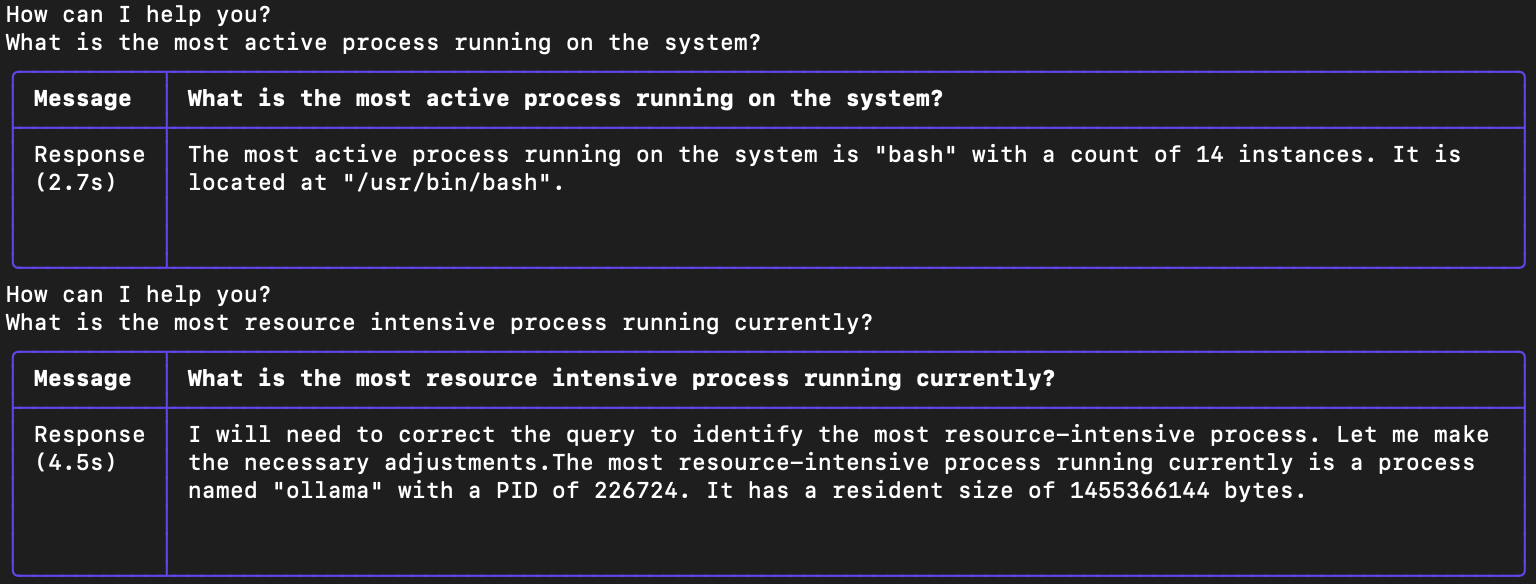 How can I help you?
What is the most active process running on the system?
Message What is the most active process running on the system?
Response The most active process running on the system is "bash" with a count of 14 instances. It is
(2.7s) located at "/usr/bin/bash".
How can I help you?
What is the most resource intensive process running currently?
Message What is the most resource intensive process running currently?
Response I will need to correct the query to identify the most resource-intensive process. Let me make
(4.5s) the necessary adjustments.The most resource-intensive process running currently is a process
named "ollama" with a PID of 226724. It has a resident size of 1455366144 bytes.